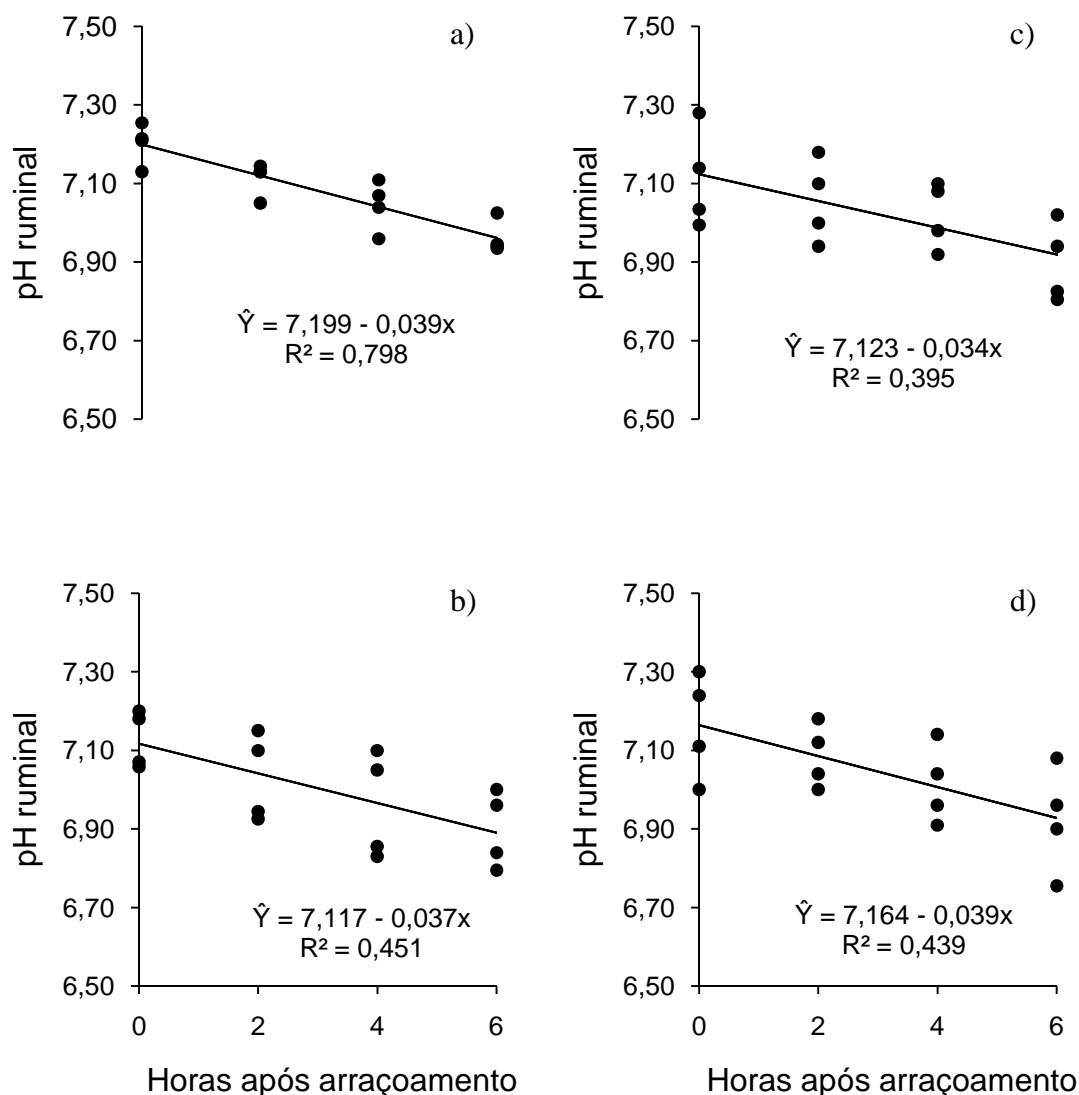 a)
7,50
7,30
7,10
6,90
6,70
6,50
pH ruminal
Ŷ = 7,199 - 0,039x
R² = 0,798
c)
7,50
7,30
7,10
6,90
6,70
6,50
pH ruminal
Ŷ = 7,123 - 0,034x
R² = 0,395
b)
7,50
7,30
7,10
6,90
6,70
6,50
pH ruminal
Ŷ = 7,117 - 0,037x
R² = 0,451
0 2 4 6
Horas após arraçoamento
d)
7,50
7,30
7,10
6,90
6,70
6,50
pH ruminal
Ŷ = 7,164 - 0,039x
R² = 0,439
0 2 4 6
Horas após arraçoamento